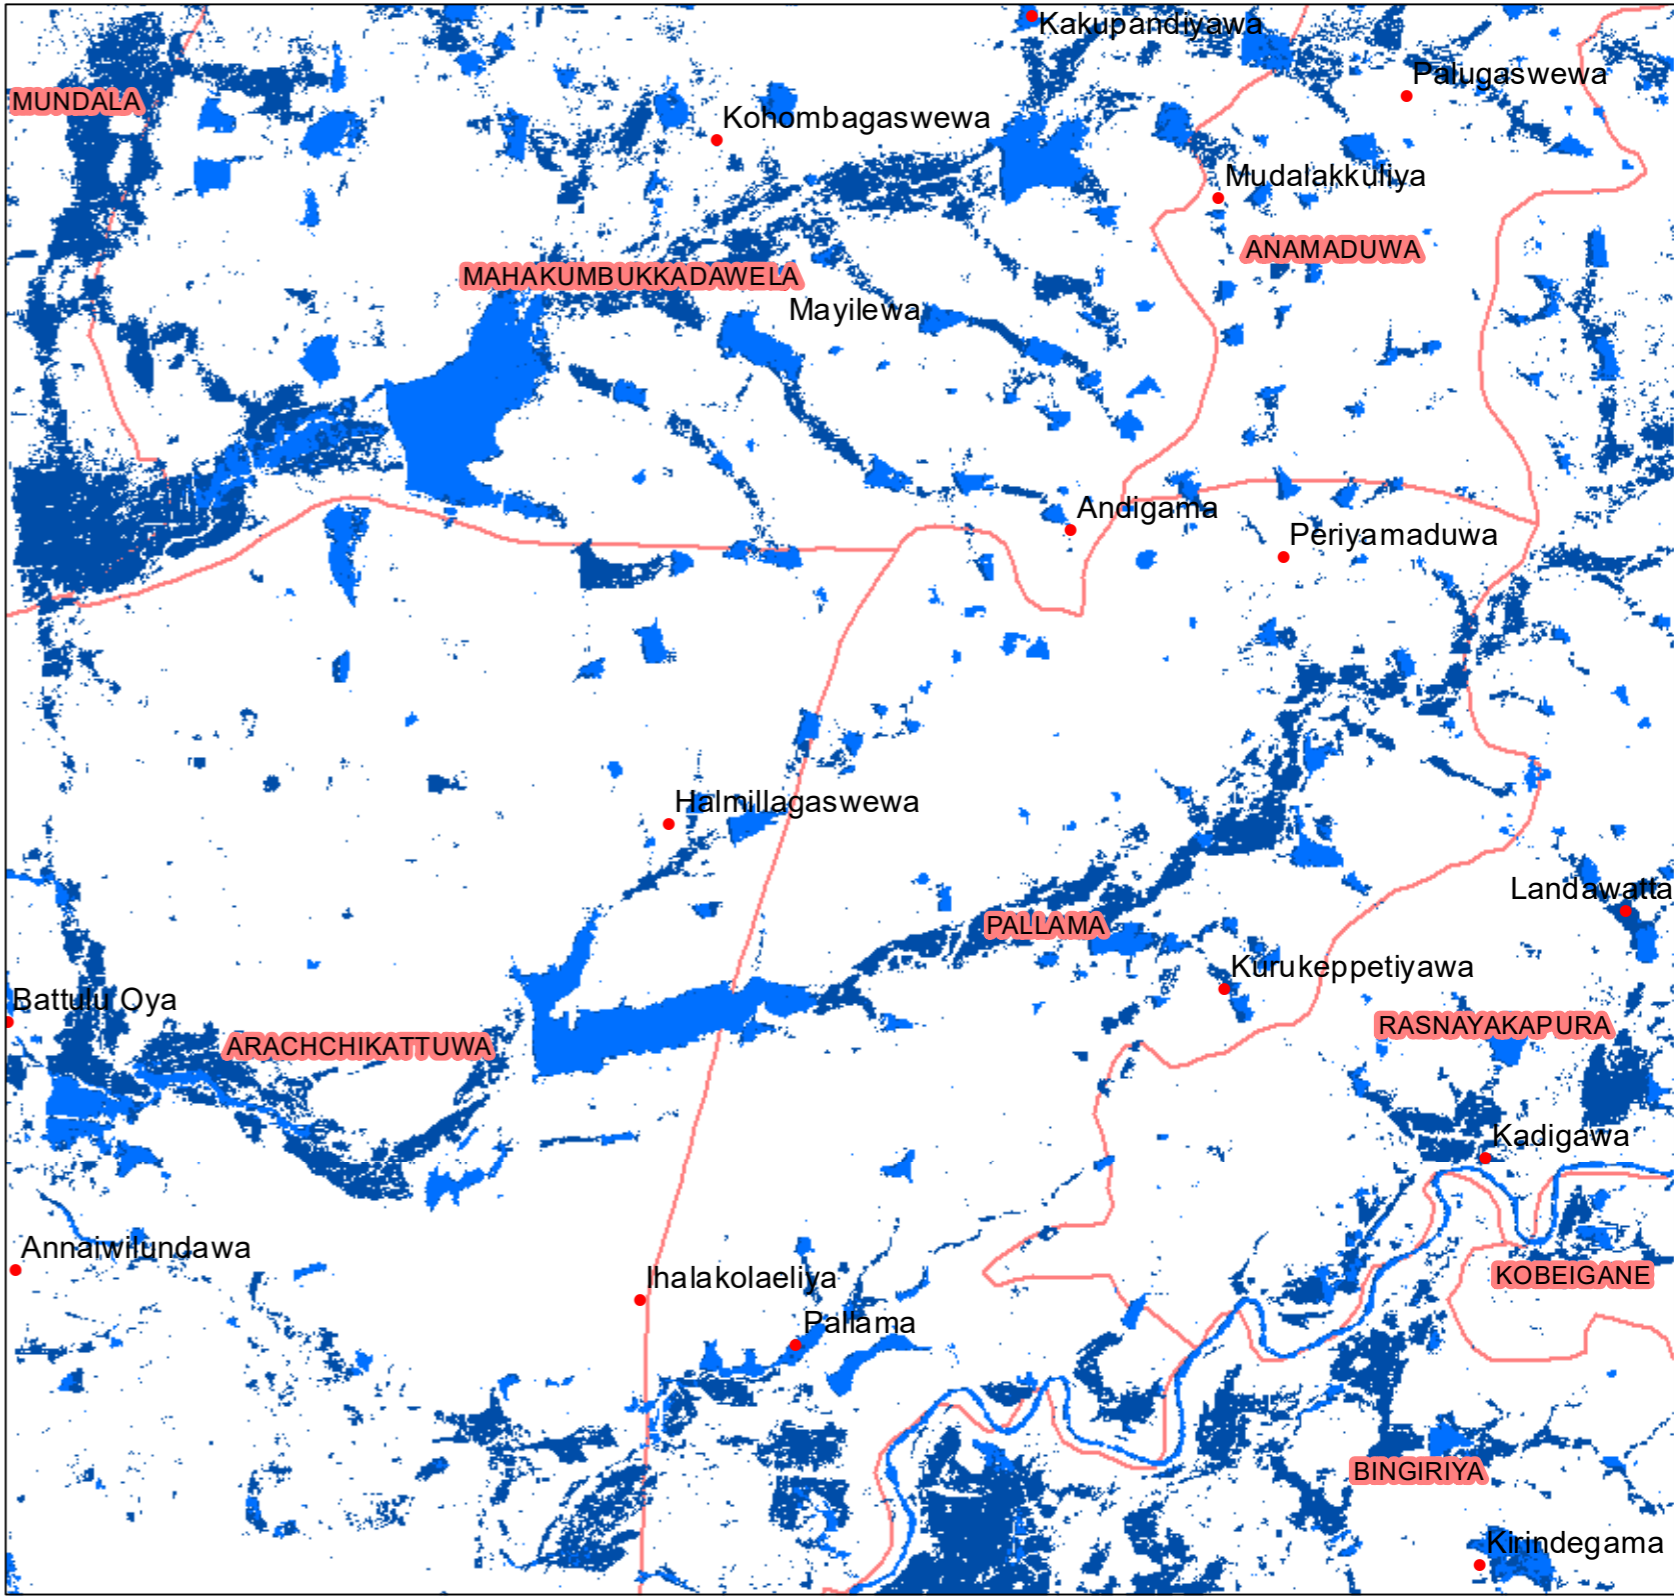 Kakupandiyawa
Palugaswewa
MUNDALA
Kohombagaswewa
Mudalakkuliya
ANAMADUWA
MAHAKUMBUKKADAWELA
Mayilewa
Andigama
Periyamaduwa
Halmillagaswewa
Landawatta
PALLAMA
Kurukeppetiyawa
Battulu Oya
RASNAYAKAPURA
ARACHCHIKATTUWA
Kadigawa
Annaiwilundawa
Ihalakolaeliya
KOBEIGANE
Pallama
BINGIRIYA
Kirindegama